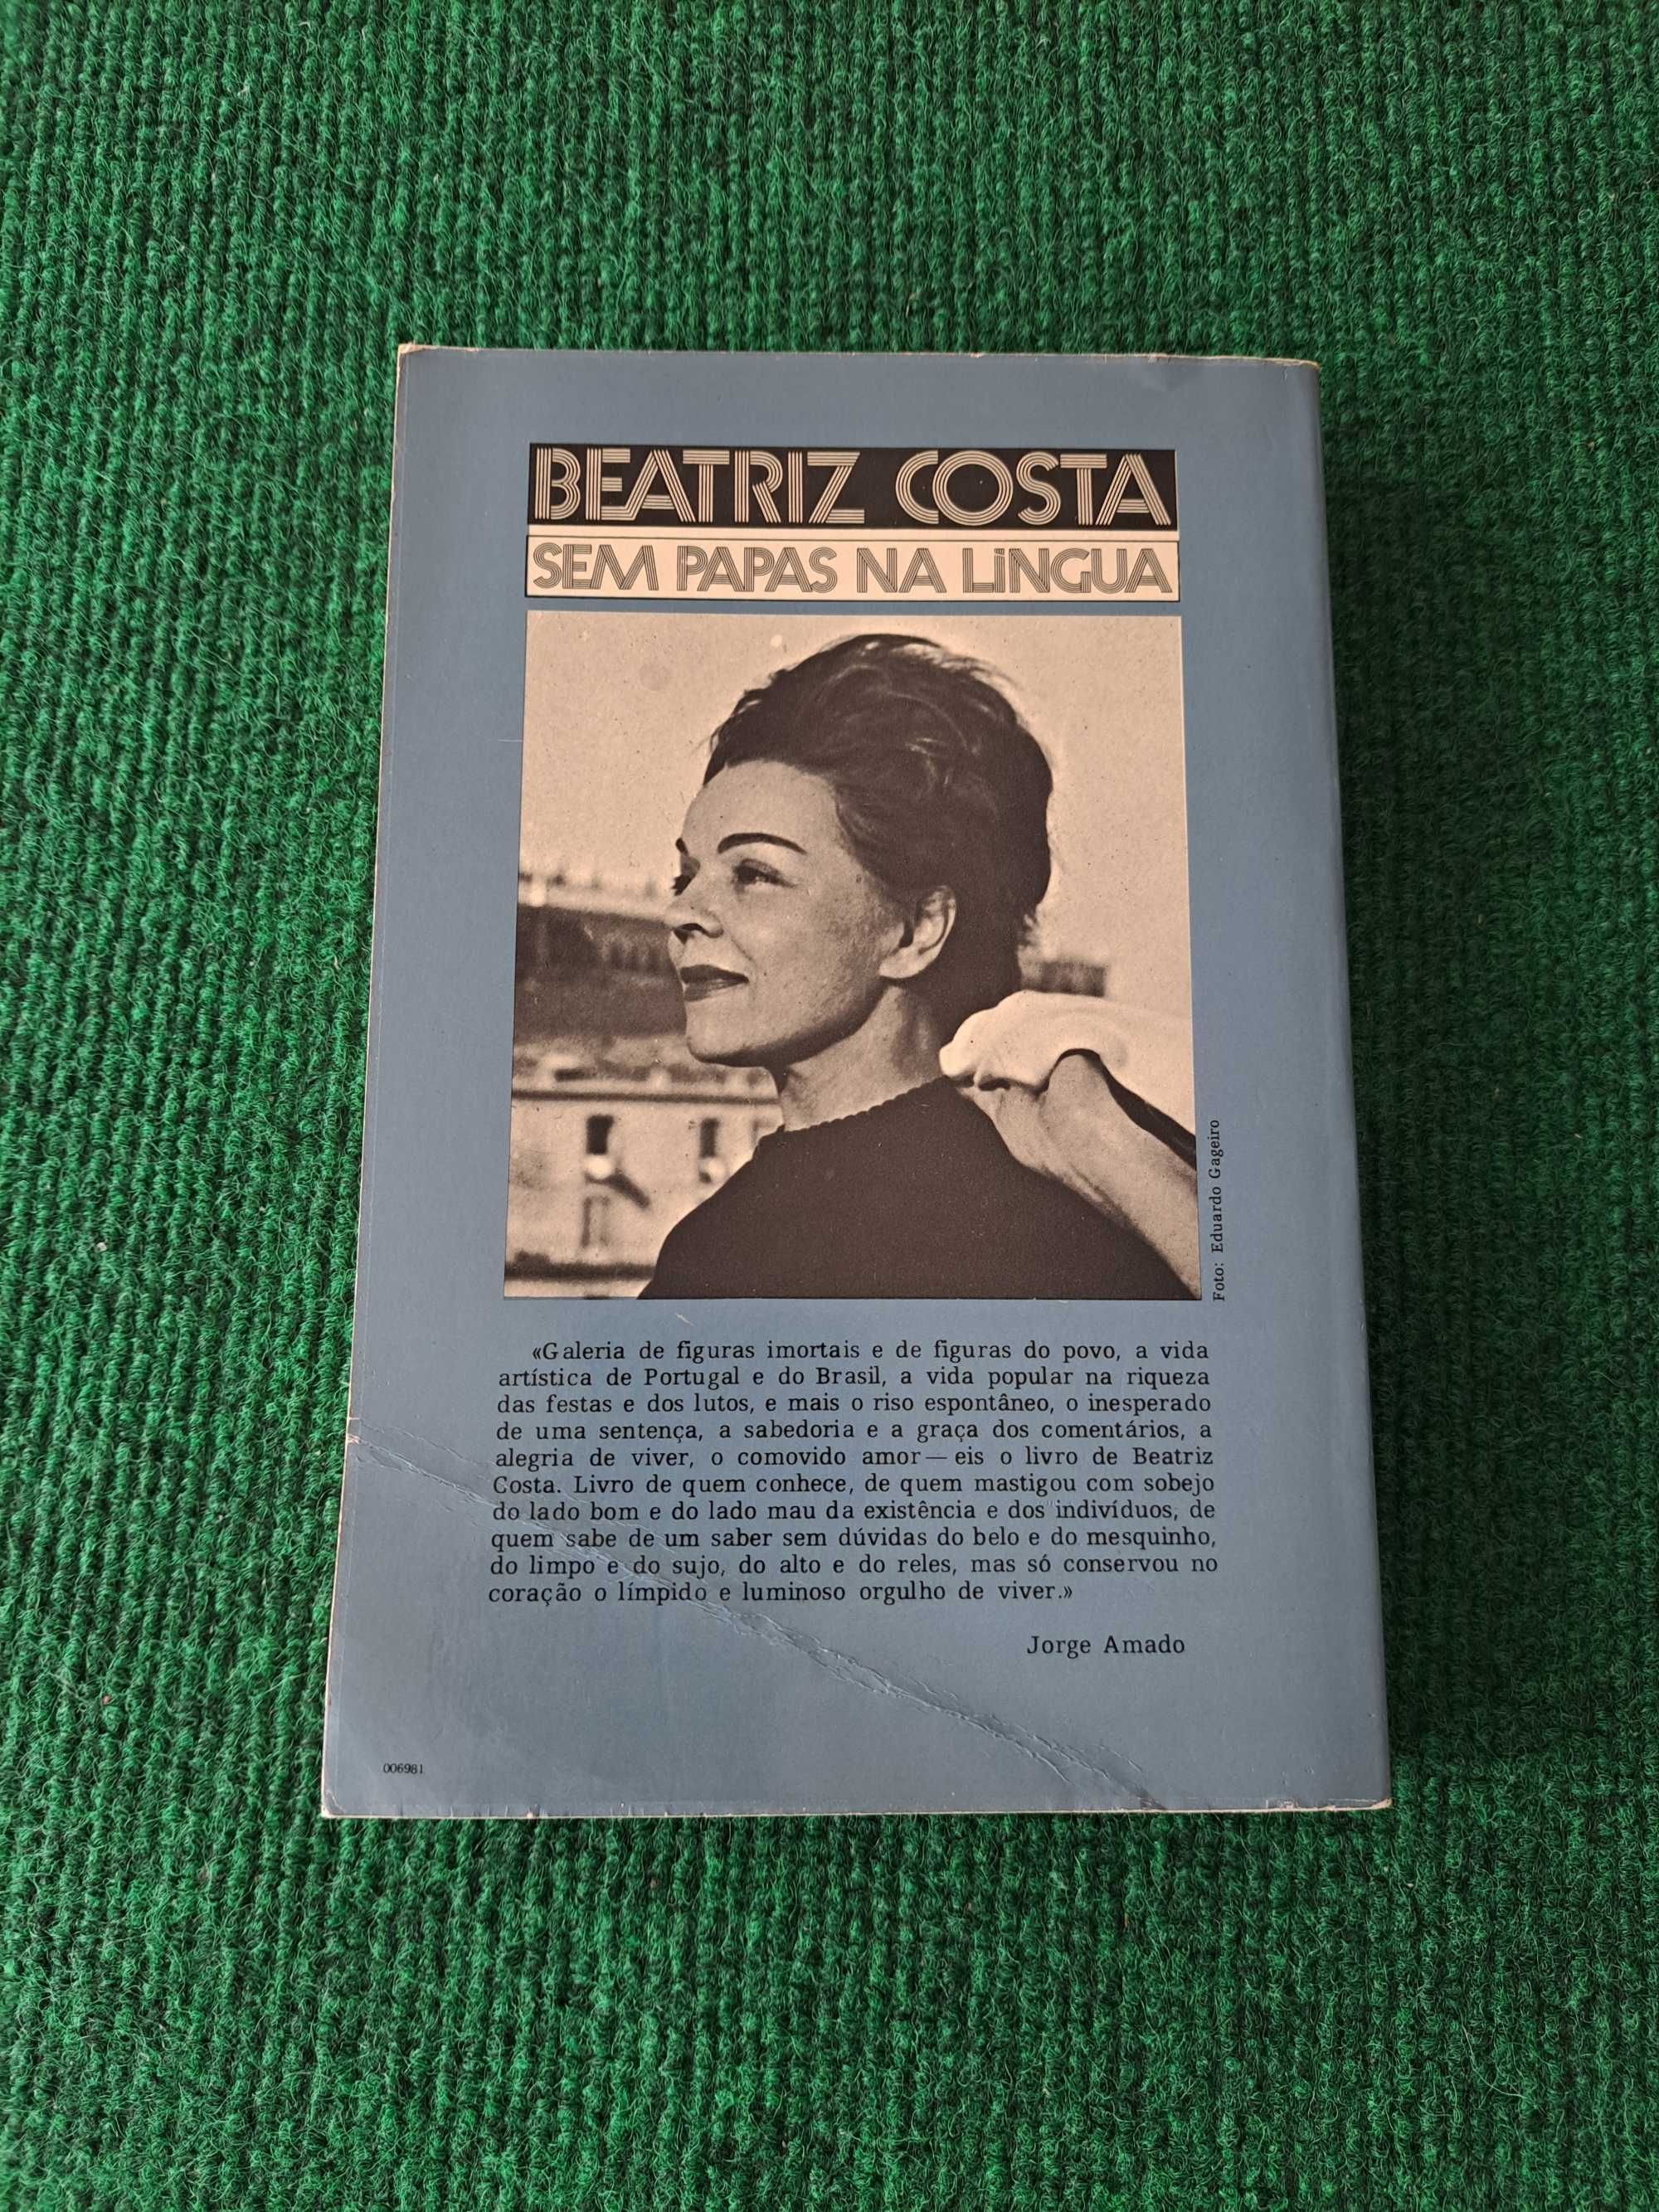 BEATRIZ COSTA
SEM PAPAS NA LíNGUA
Foto: Eduardo Gageiro
«Galeria de figuras imortais e de figuras do povo, a vida
artística de Portugal e do Brasil, a vida popular na riqueza
das festas e dos lutos, e mais o riso espontâneo, o inesperado
de uma sentença, a sabedoria e a graça dos comentários, a
alegria de viver, o comovido amor — eis o livro de Beatriz
Costa. Livro de quem conhece, de quem mastigou com sobejo
do lado bom e do lado mau da existência e dos indivíduos, de
quem sabe de um saber sem dúvidas do belo e do mesquinho,
do limpo e do sujo, do alto e do reles, mas só conservou no
coração o límpido e luminoso orgulho de viver.»
Jorge Amado
006981